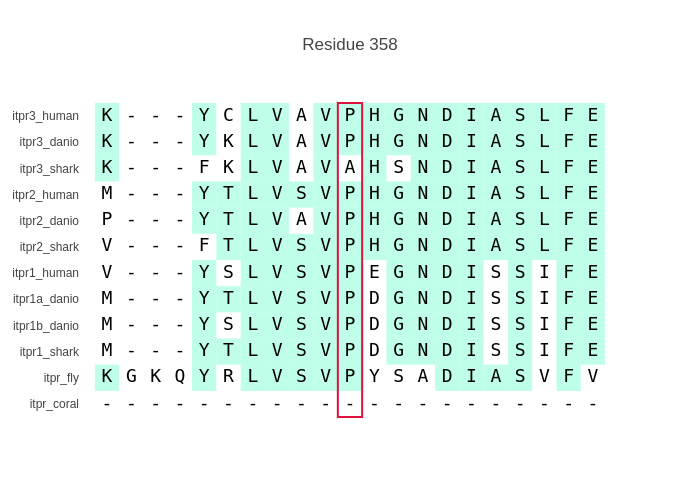 Residue 358
itpr3_human K - - - Y C L V A V P H G N D I A S L F E
itpr3_danio K - - - Y K L V A V P H G N D I A S L F E
itpr3_shark K - - - F K L V A V A H S N D I A S L F E
itpr2_human M - - - Y T L V S V P H G N D I A S L F E
itpr2_danio P - - - Y T L V A V P H G N D I A S L F E
itpr2_shark V - - - F T L V S V P H G N D I A S L F E
itpr1_human V - - - Y S L V S V P E G N D I S S I F E
itpr1a_danio M - - - Y T L V S V P D G N D I S S I F E
itpr1b_danio M - - - Y S L V S V P D G N D I S S I F E
itpr1_shark M - - - Y T L V S V P D G N D I S S I F E
itpr_fly K G K Q Y R L V S V P Y S A D I A S V F V
itpr_coral - - - - - - - - - - - - - - - - - - - - -